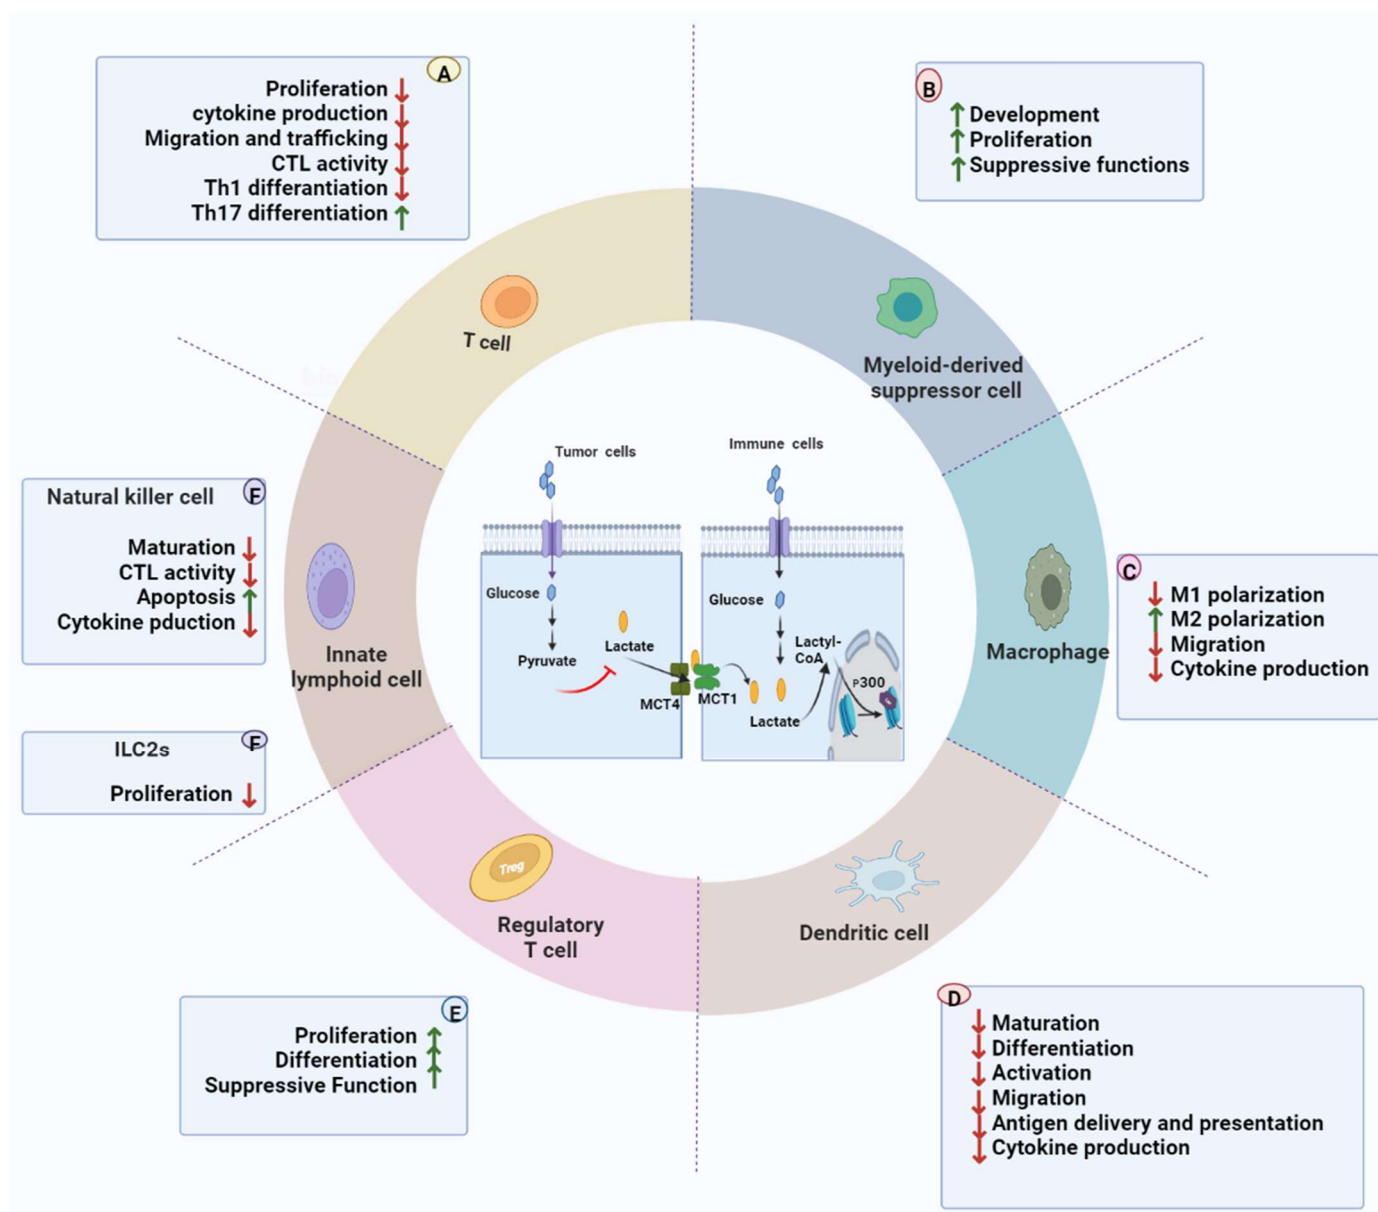 A
Proliferation
cytokine production
Migration and trafficking
CTL activity
Th1 differantiation
Th17 differentiation
B
Development
Proliferation
Suppressive functions
T cell
Myeloid-derived
suppressor cell
Natural killer cell
F
Maturation
CTL activity
Apoptosis
Cytokine pduction
Innate
lymphoid cell
ILC2s
F
Proliferation
Tumor cells
Immune cells
Glucose
Pyruvate
Lactate
MCT4
MCT1
Glucose
Lactyl-
CoA
Lactate
P300
Macrophage
C
M1 polarization
M2 polarization
Migration
Cytokine production
Treg
Regulatory
T cell
Dendritic cell
E
Proliferation
Differentiation
Suppressive Function
D
Maturation
Differentiation
Activation
Migration
Antigen delivery and presentation
Cytokine production